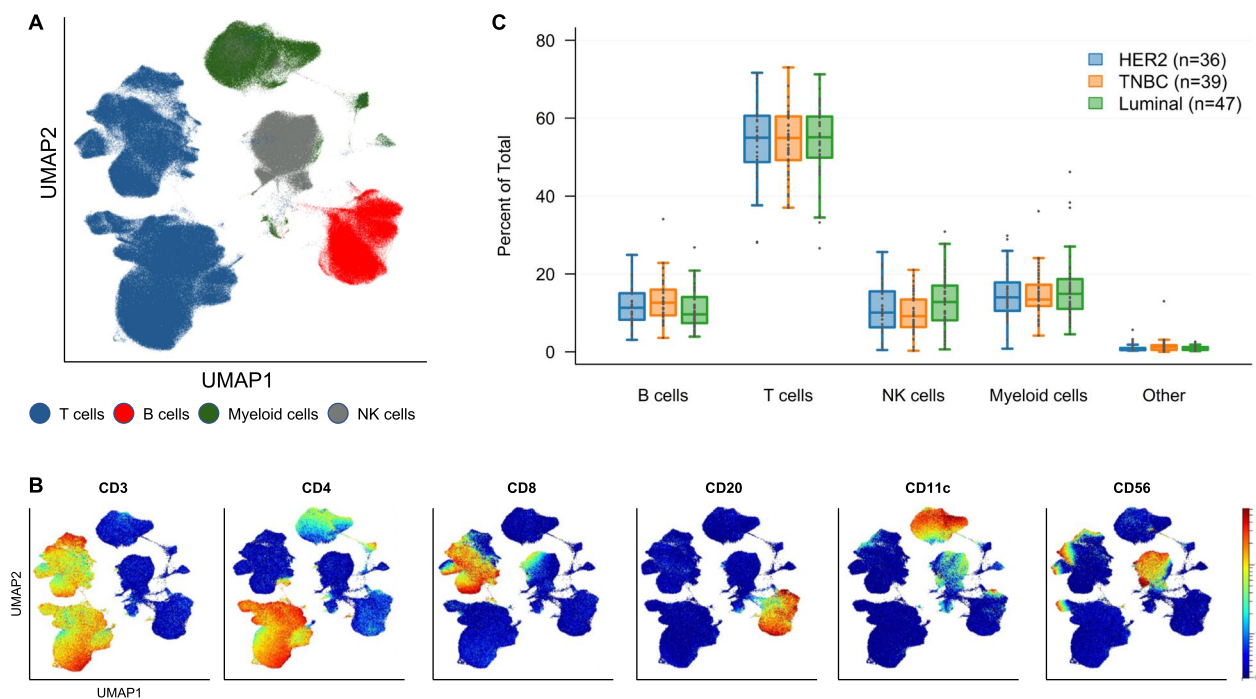 A
UMAP2
UMAP1
T cells B cells Myeloid cells NK cells
C
80
60
40
20
0
Percent of Total
HER2 (n=36)
TNBC (n=39)
Luminal (n=47)
B cells T cells NK cells Myeloid cells Other
B
CD3 CD4 CD8 CD20 CD11c CD56
UMAP2
UMAP1